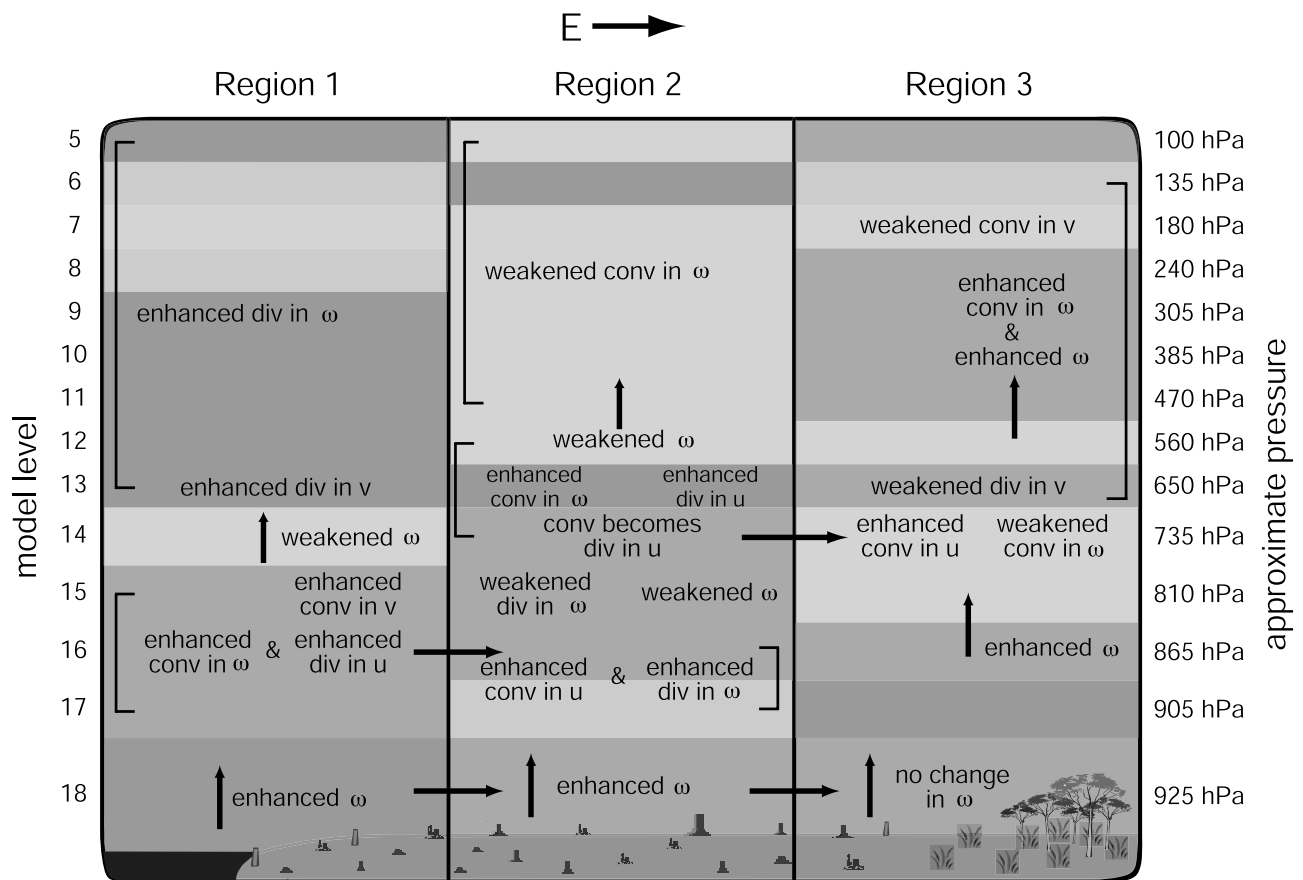 E
Region 1
Region 2
Region 3
model level
5
6
7
8
9
10
11
12
13
14
15
16
17
18
enhanced div in ω
enhanced div in v
weakened ω
enhanced
conv in v
enhanced
conv in ω
&
enhanced
div in u
enhanced ω
weakened conv in ω
weakened ω
enhanced
conv in ω
enhanced
div in u
conv becomes
div in u
weakened
div in ω
weakened ω
enhanced
conv in u
&
enhanced
div in ω
enhanced ω
weakened conv in v
enhanced
conv in ω
&
enhanced ω
weakened div in v
enhanced
conv in u
weakened
conv in ω
enhanced ω
no change
in ω
100 hPa
135 hPa
180 hPa
240 hPa
305 hPa
385 hPa
470 hPa
560 hPa
650 hPa
735 hPa
810 hPa
865 hPa
905 hPa
925 hPa
approximate pressure